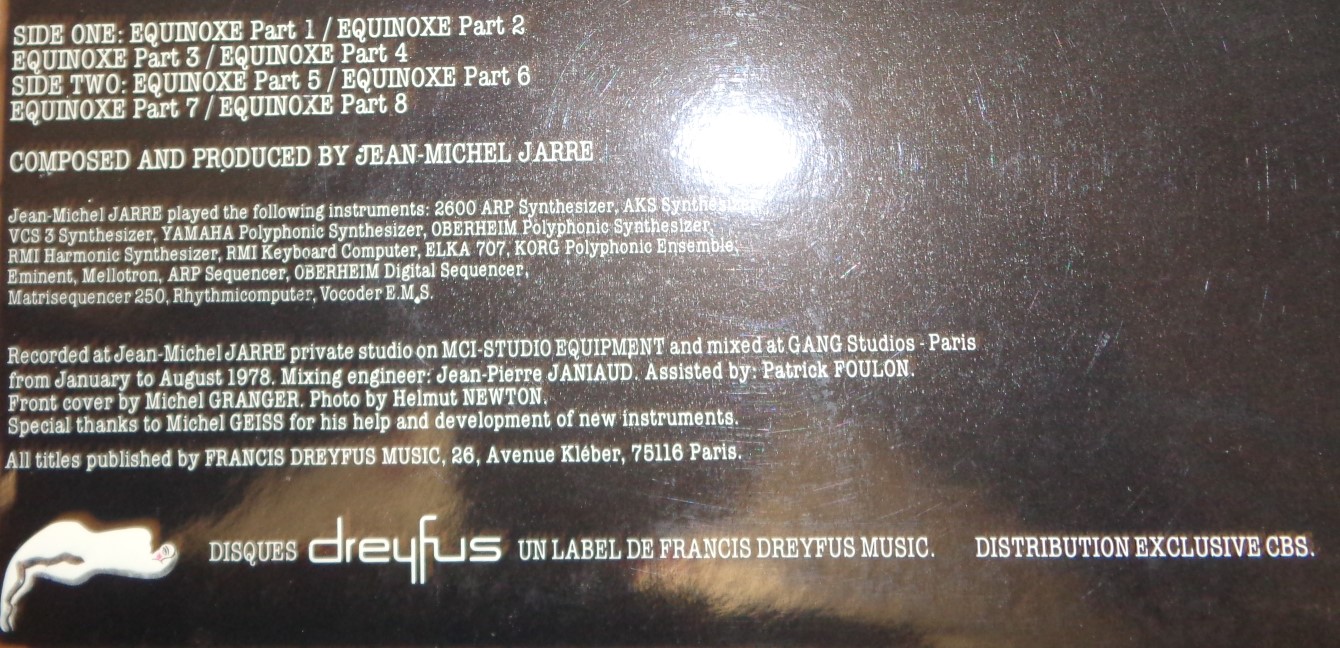 SIDE ONE: EQUINOXE Part 1 / EQUINOXE Part 2
EQUINOXE Part 3 / EQUINOXE Part 4
SIDE TWO: EQUINOXE Part 5 / EQUINOXE Part 6
EQUINOXE Part 7 / EQUINOXE Part 8
COMPOSED AND PRODUCED BY JEAN-MICHEL JARRE
Jean-Michel JARRE played the following instruments: 2600 ARP Synthesizer, AKS Synthesizer,
VCS 3 Synthesizer, YAMAHA Polyphonic Synthesizer, OBERHEIM Polyphonic Synthesizer,
RMI Harmonic Synthesizer, RMI Keyboard Computer, ELKA 707, KORG Polyphonic Ensemble,
Eminent, Mellotron, ARP Sequencer, OBERHEIM Digital Sequencer,
Matrisequencer 250, Rhythmicomputer, Vocoder E.M.S.
Recorded at Jean-Michel JARRE private studio on MCI-STUDIO EQUIPMENT and mixed at GANG Studios - Paris
from January to August 1978. Mixing engineer: Jean-Pierre JANIAUD. Assisted by: Patrick FOULON.
Front cover by Michel GRANGER. Photo by Helmut NEWTON.
Special thanks to Michel GEISS for his help and development of new instruments.
All titles published by FRANCIS DREYFUS MUSIC, 26, Avenue Kléber, 75116 Paris.
DISQUES dreyfus UN LABEL DE FRANCIS DREYFUS MUSIC. DISTRIBUTION EXCLUSIVE CBS.